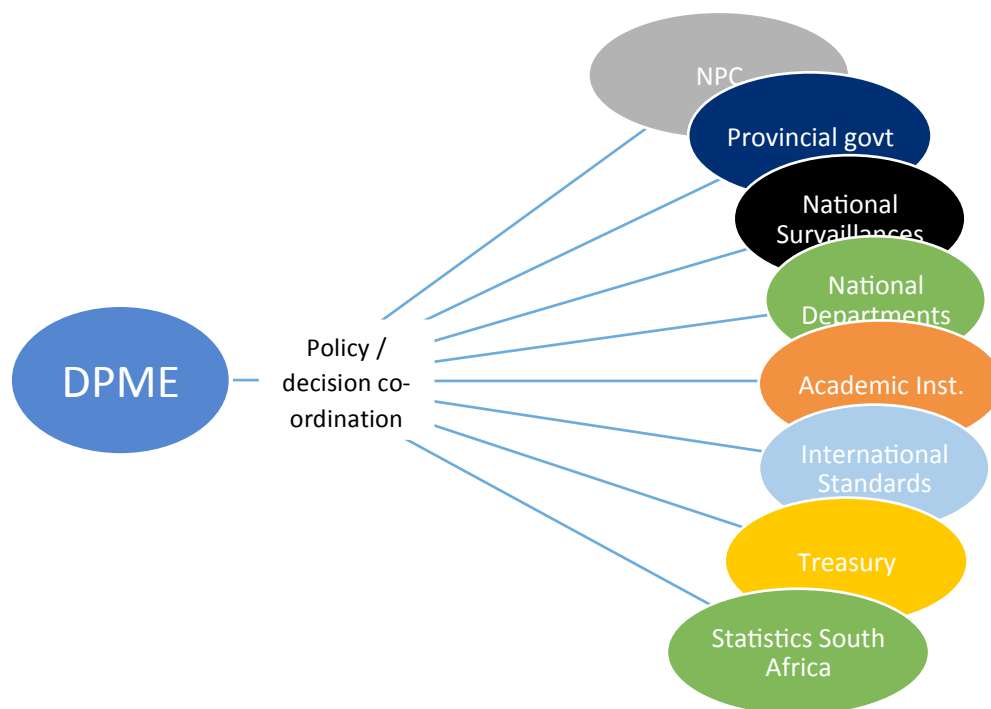 NPC
Provincial govt
National
Survaillances
National
Departments
DPME
Policy /
decision co-
ordination
Academic Inst.
International
Standards
Treasury
Statistics South
Africa